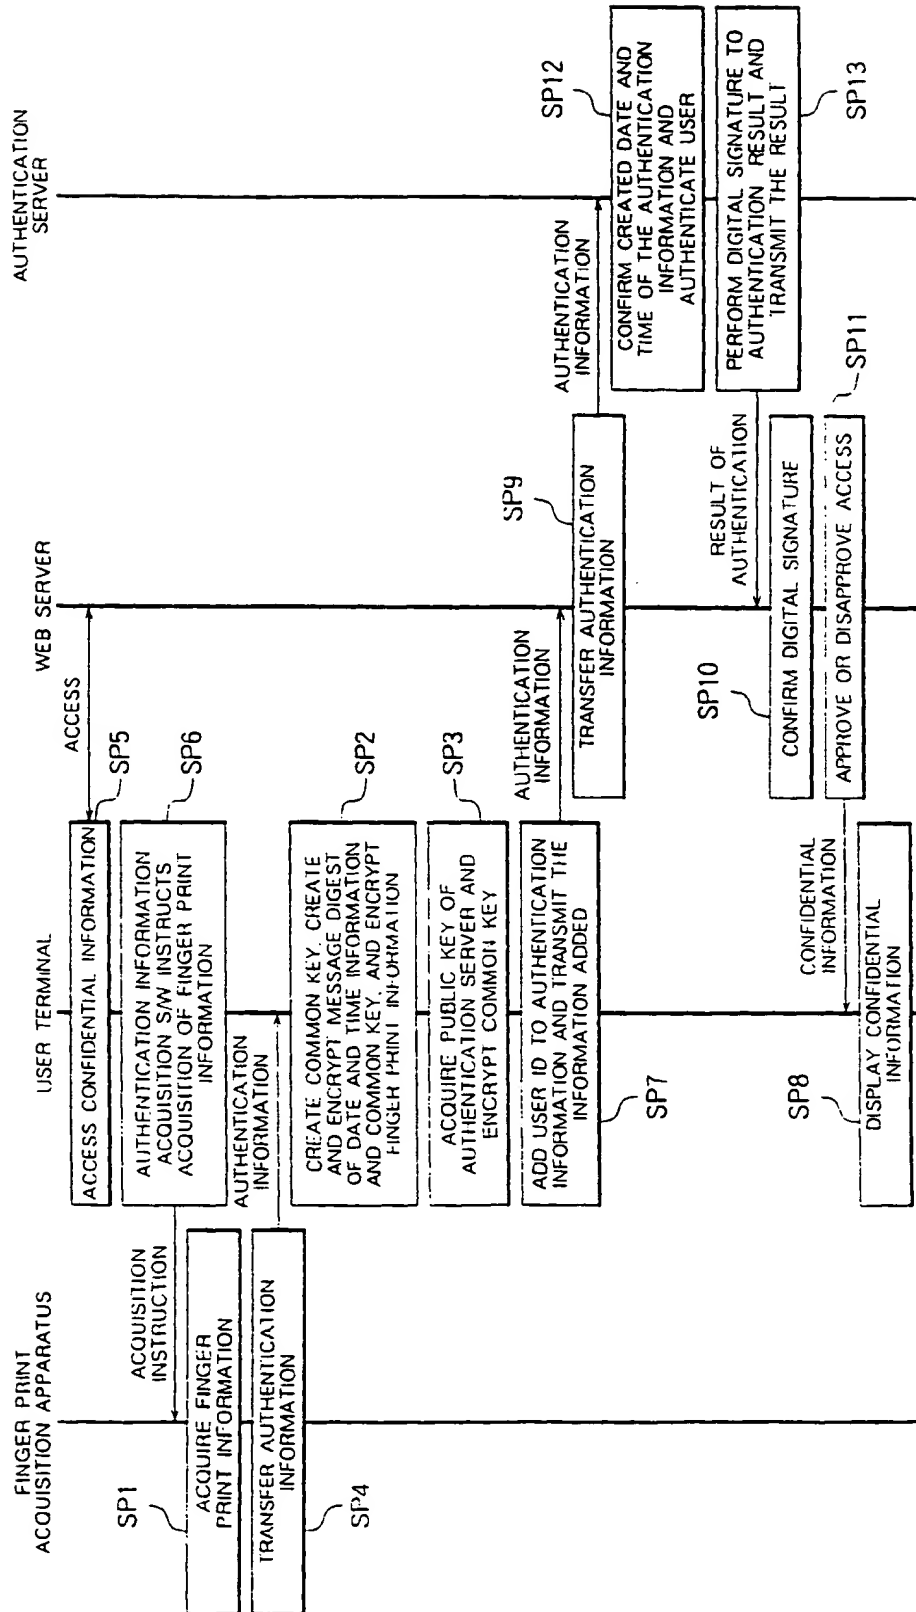 FINGER PRINT
ACQUISITION APPARATUS
USER TERMINAL
WEB SERVER
AUTHENTICATION
SERVER
ACCESS
ACCESS CONFIDENTIAL INFORMATION
SP5
AUTHENTICATION INFORMATION
ACQUISITION S/W INSTRUCTS
ACQUISITION OF FINGER PRINT
INFORMATION
SP6
ACQUISITION
INSTRUCTION
SP1
ACQUIRE FINGER
PRINT INFORMATION
TRANSFER AUTHENTICATION
INFORMATION
SP4
AUTHENTICATION
INFORMATION
CREATE COMMON KEY, CREATE
AND ENCRYPT MESSAGE DIGEST
OF DATE AND TIME INFORMATION
AND COMMON KEY, AND ENCRYPT
FINGER PRINT INFORMATION
SP2
ACQUIRE PUBLIC KEY OF
AUTHENTICATION SERVER AND
ENCRYPT COMMON KEY
SP3
ADD USER ID TO AUTHENTICATION
INFORMATION AND TRANSMIT THE
INFORMATION ADDED
SP7
AUTHENTICATION
INFORMATION
SP9
TRANSFER AUTHENTICATION
INFORMATION
AUTHENTICATION
INFORMATION
CONFIRM CREATED DATE AND
TIME OF THE AUTHENTICATION
INFORMATION AND
AUTHENTICATE USER
SP12
PERFORM DIGITAL SIGNATURE TO
AUTHENTICATION RESULT AND
TRANSMIT THE RESULT
SP13
RESULT OF
AUTHENTICATION
SP10
CONFIRM DIGITAL SIGNATURE
APPROVE OR DISAPPROVE ACCESS
SP11
CONFIDENTIAL
INFORMATION
SP8
DISPLAY CONFIDENTIAL
INFORMATION